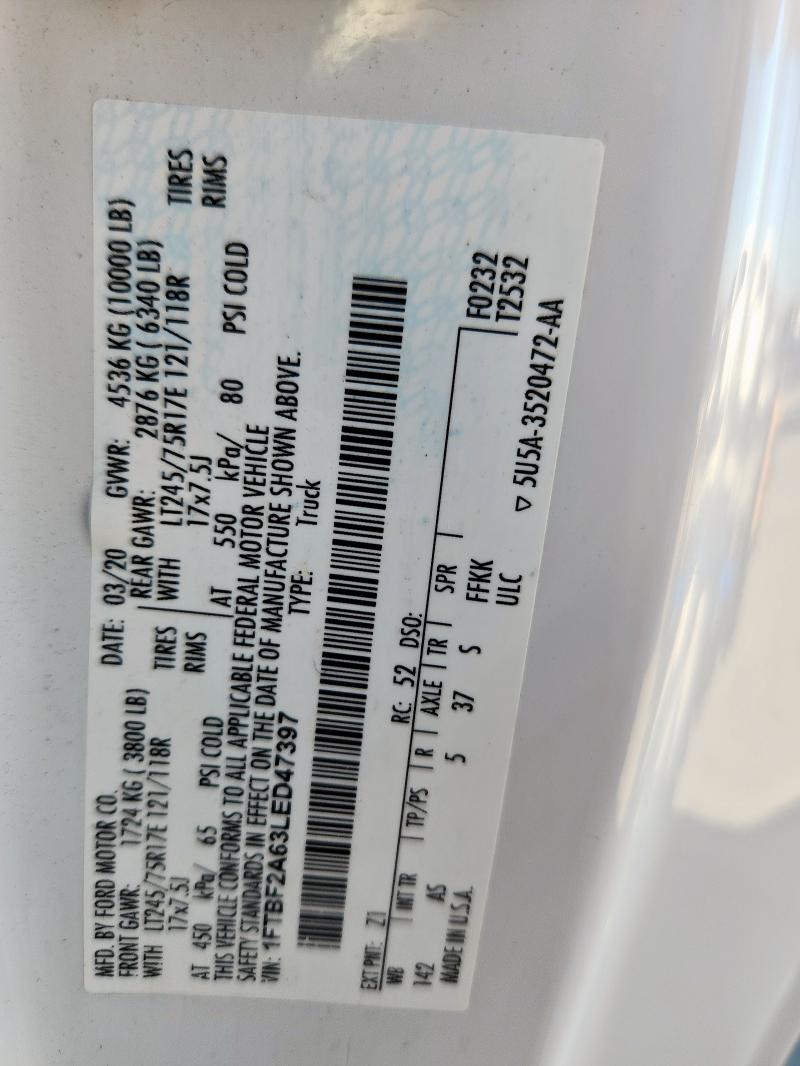 MFD. BY FORD MOTOR CO.
DATE: 03/20 GVWR: 4536 KG (10000 LB)
FRONT GAWR: 1724 KG ( 3800 LB)
REAR GAWR: 2876 KG ( 6340 LB)
WITH LT245/75R17E 121/118R TIRES
WITH LT245/75R17E 121/118R TIRES
17x7.5J RIMS
17x7.5J RIMS
AT 450 kPa/ 65 PSI COLD
AT 550 kPa/ 80 PSI COLD
THIS VEHICLE CONFORMS TO ALL APPLICABLE FEDERAL MOTOR VEHICLE
SAFETY STANDARDS IN EFFECT ON THE DATE OF MANUFACTURE SHOWN ABOVE.
VIN: 1FTBF2A63LED47397 TYPE: Truck
EXT PNT: Z1 RC: 52 DSO: F0232
WB INT TR TP/PS R AXLE TR SPR T2532
142 AS 5 37 S FFKK
MADE IN U.S.A. ULC
▽ 5U5A-3520472-AA